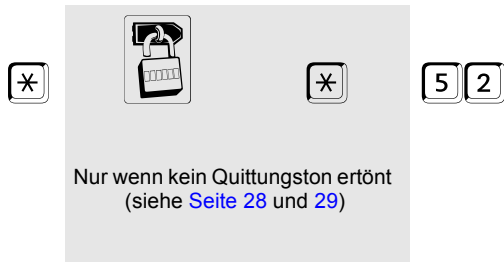 * * 5 2
Nur wenn kein Quittungston ertönt
(siehe Seite 28 und 29)